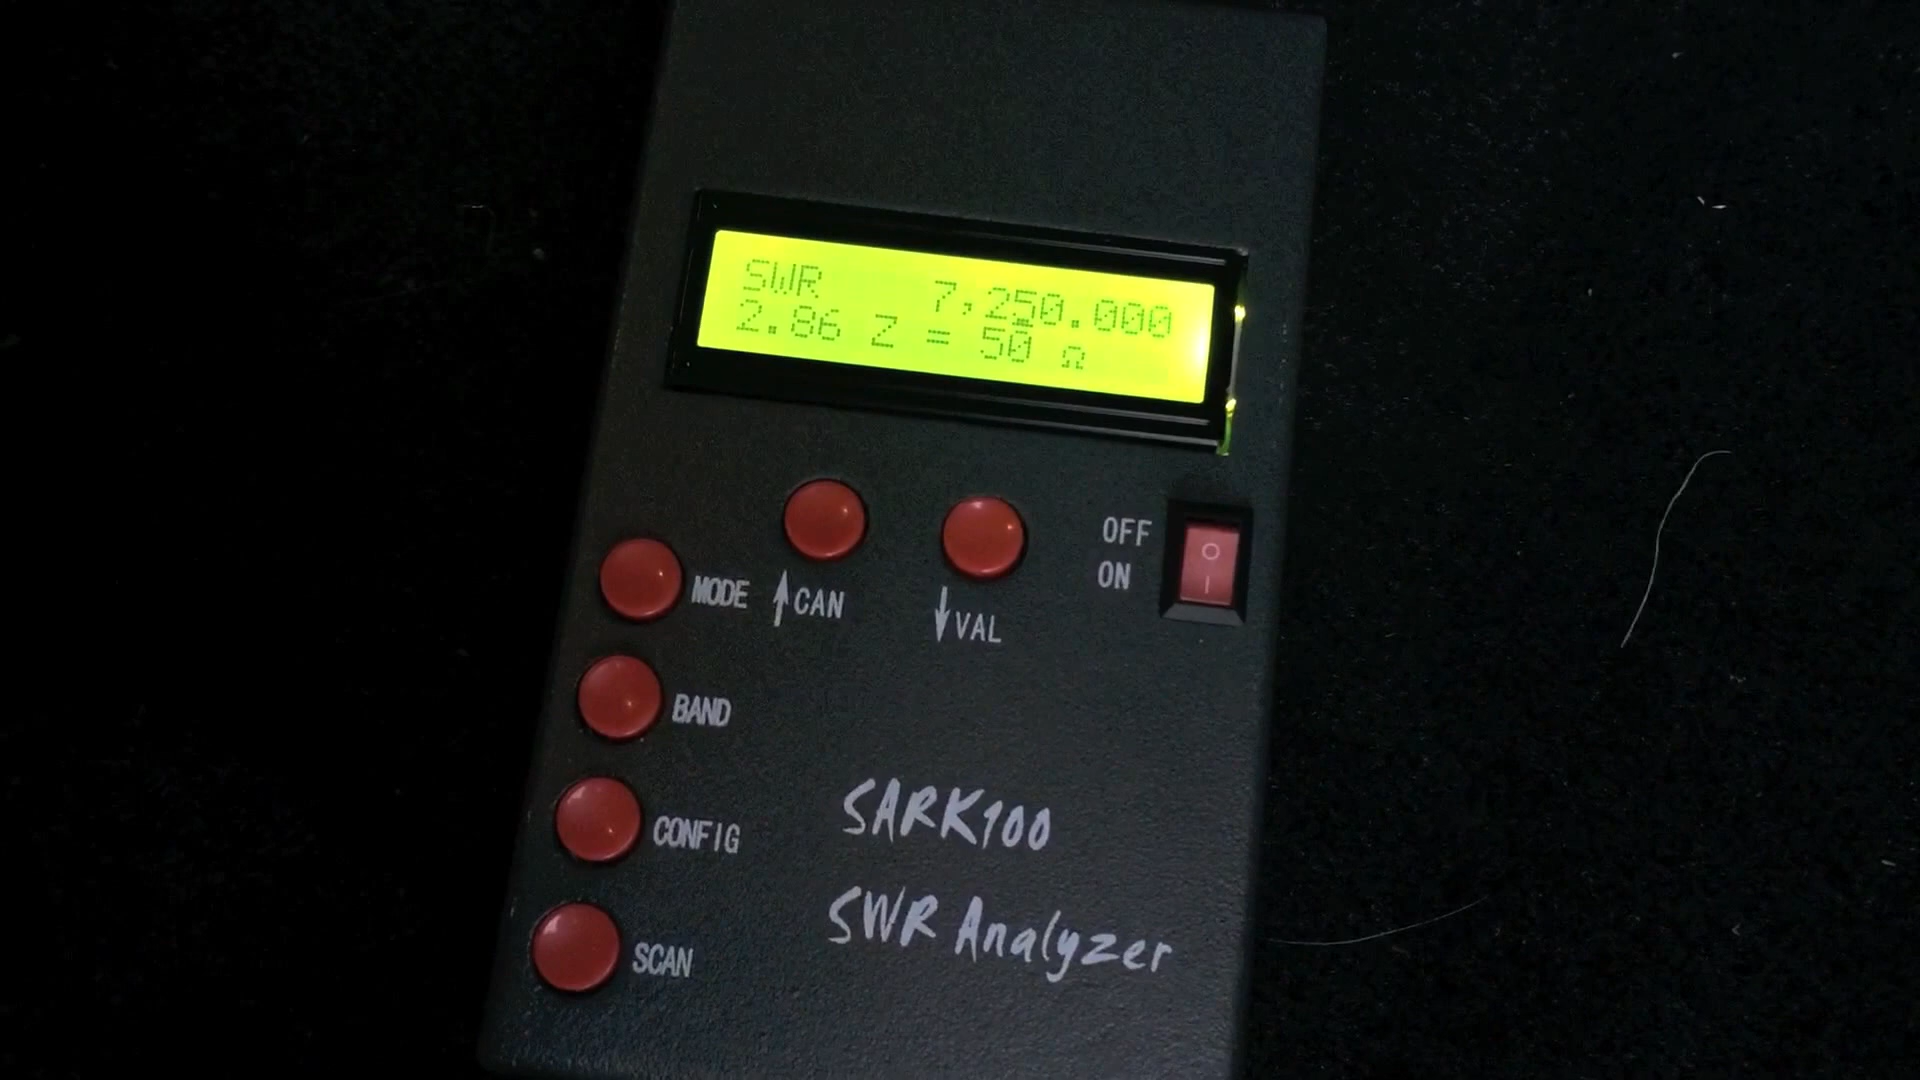 SWR 7,250.000
2.86 Z = 50 Ω
OFF
ON
MODE
↑CAN
↓VAL
BAND
CONFIG
SCAN
SARK100
SWR Analyzer